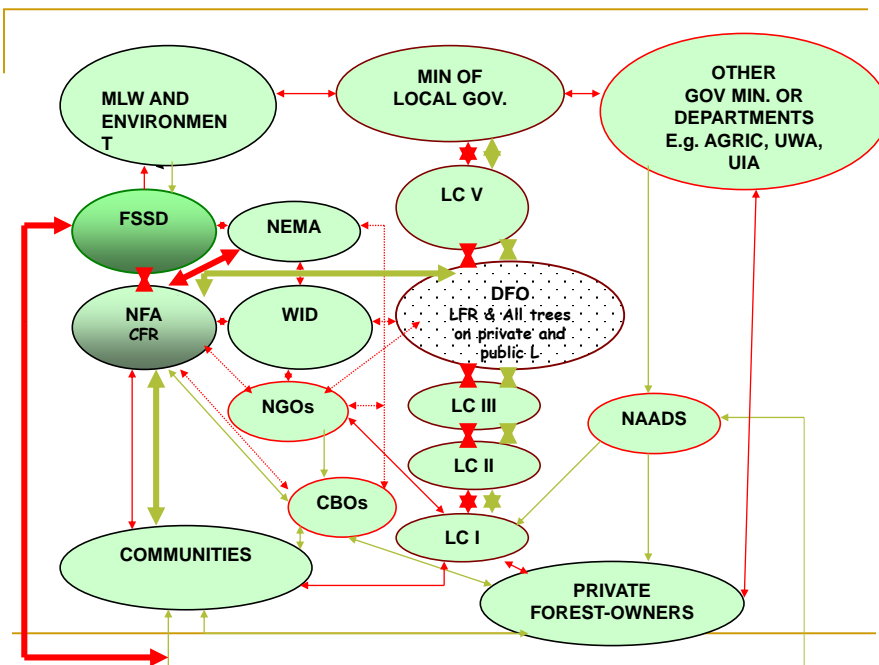 MIN OF
LOCAL GOV.
OTHER
GOV MIN. OR
DEPARTMENTS
E.g. AGRIC, UWA,
UIA
MLW AND
ENVIRONMEN
T
LC V
FSSD
NEMA
DFO
LFR & All trees
on private and
public L
NFA
CFR
WID
NGOs
LC III
NAADS
LC II
CBOs
LC I
COMMUNITIES
PRIVATE
FOREST-OWNERS